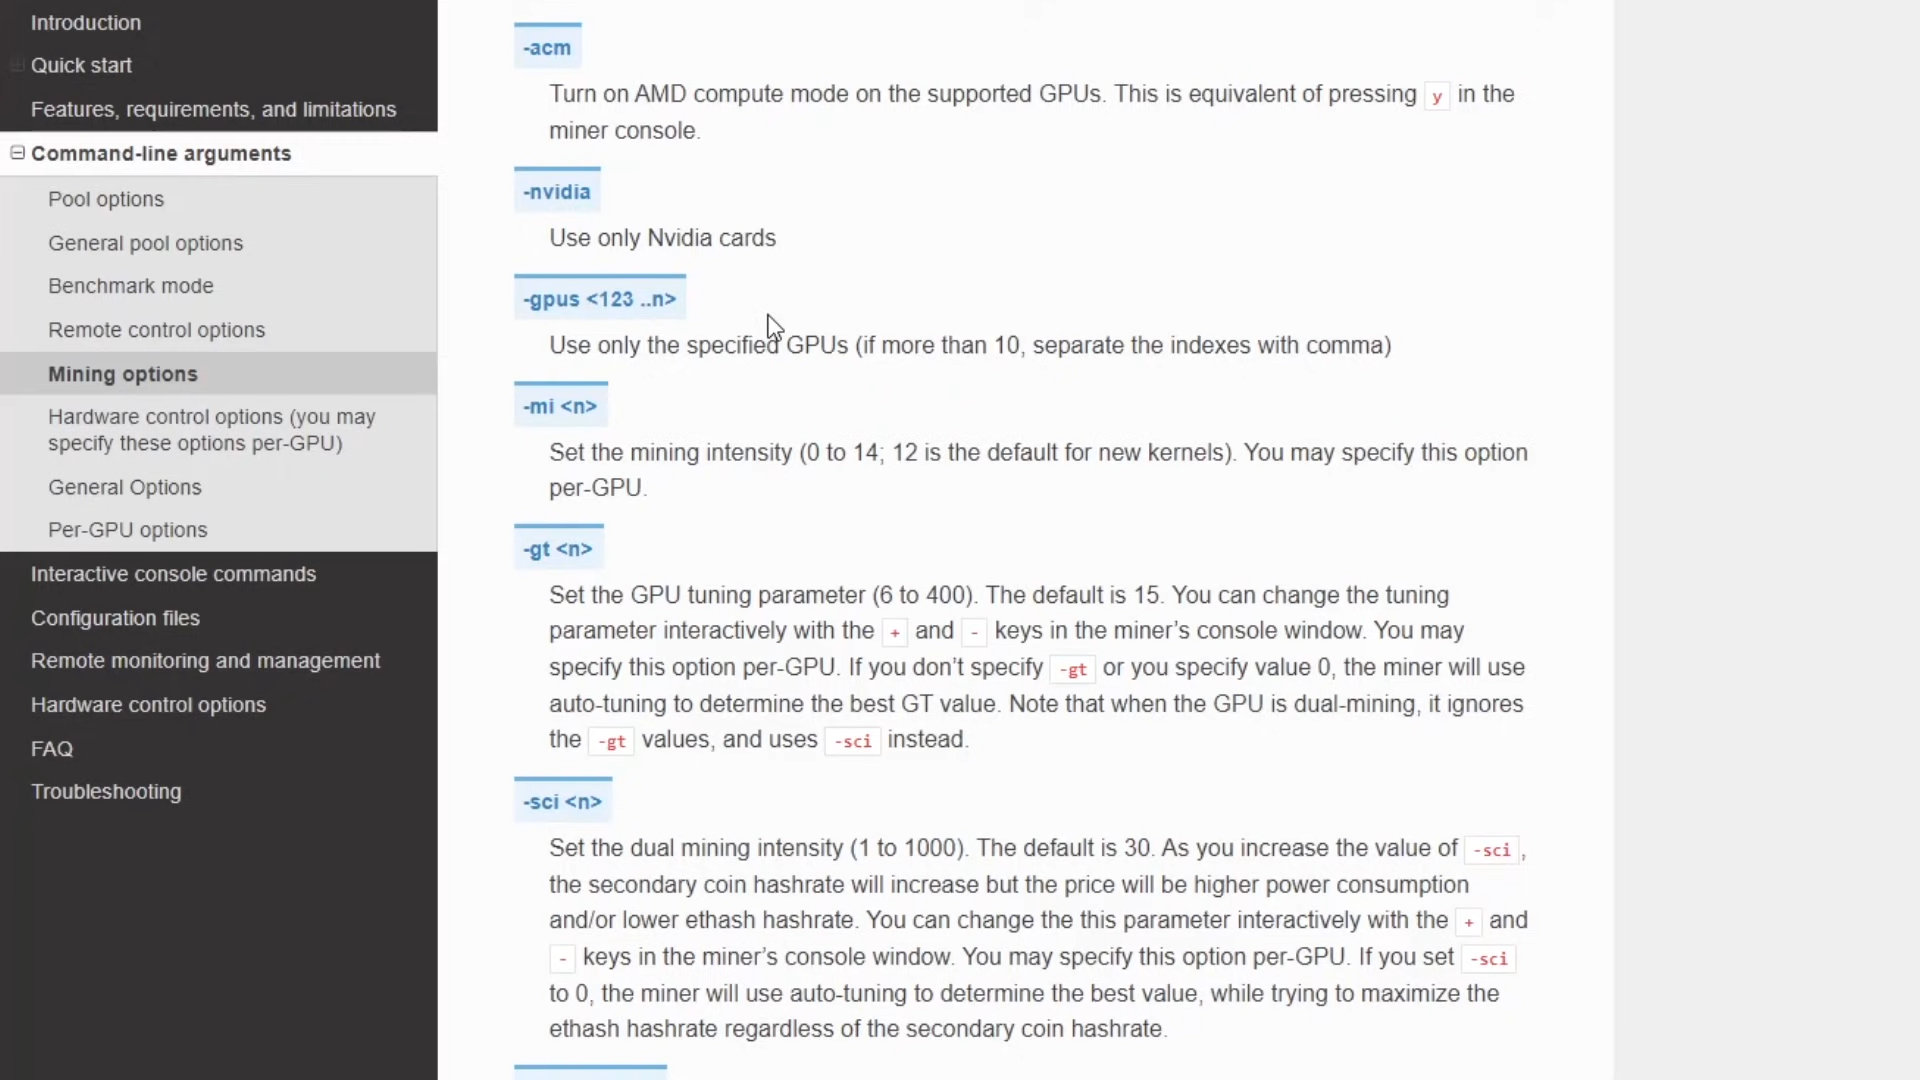 Introduction
Quick start
Features, requirements, and limitations
Command-line arguments
Pool options
General pool options
Benchmark mode
Remote control options
Mining options
Hardware control options (you may
specify these options per-GPU)
General Options
Per-GPU options
Interactive console commands
Configuration files
Remote monitoring and management
Hardware control options
FAQ
Troubleshooting
-acm
Turn on AMD compute mode on the supported GPUs. This is equivalent of pressing y in the
miner console.
-nvidia
Use only Nvidia cards
-gpus <123 ..n>
Use only the specified GPUs (if more than 10, separate the indexes with comma)
-mi <n>
Set the mining intensity (0 to 14; 12 is the default for new kernels). You may specify this option
per-GPU.
-gt <n>
Set the GPU tuning parameter (6 to 400). The default is 15. You can change the tuning
parameter interactively with the + and - keys in the miner’s console window. You may
specify this option per-GPU. If you don’t specify -gt or you specify value 0, the miner will use
auto-tuning to determine the best GT value. Note that when the GPU is dual-mining, it ignores
the -gt values, and uses -sci instead.
-sci <n>
Set the dual mining intensity (1 to 1000). The default is 30. As you increase the value of -sci,
the secondary coin hashrate will increase but the price will be higher power consumption
and/or lower ethash hashrate. You can change the this parameter interactively with the + and
- keys in the miner’s console window. You may specify this option per-GPU. If you set -sci
to 0, the miner will use auto-tuning to determine the best value, while trying to maximize the
ethash hashrate regardless of the secondary coin hashrate.